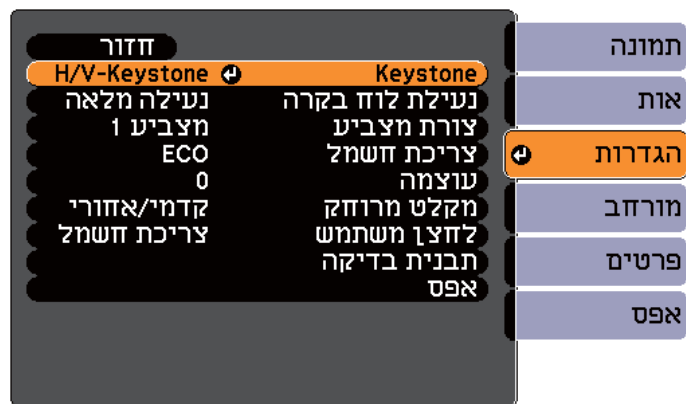 תמונה
אות
הגדרות
מורחב
פרטים
אפס
חזור
Keystone H/V-Keystone
נעילת לוח בקרה נעילה מלאה
צורת מצביע מצביע 1
צריכת חשמל ECO
עוצמה 0
מקלט מרוחק קדמי/אחורי
לחצן משתמש צריכת חשמל
תבנית בדיקה
אפס